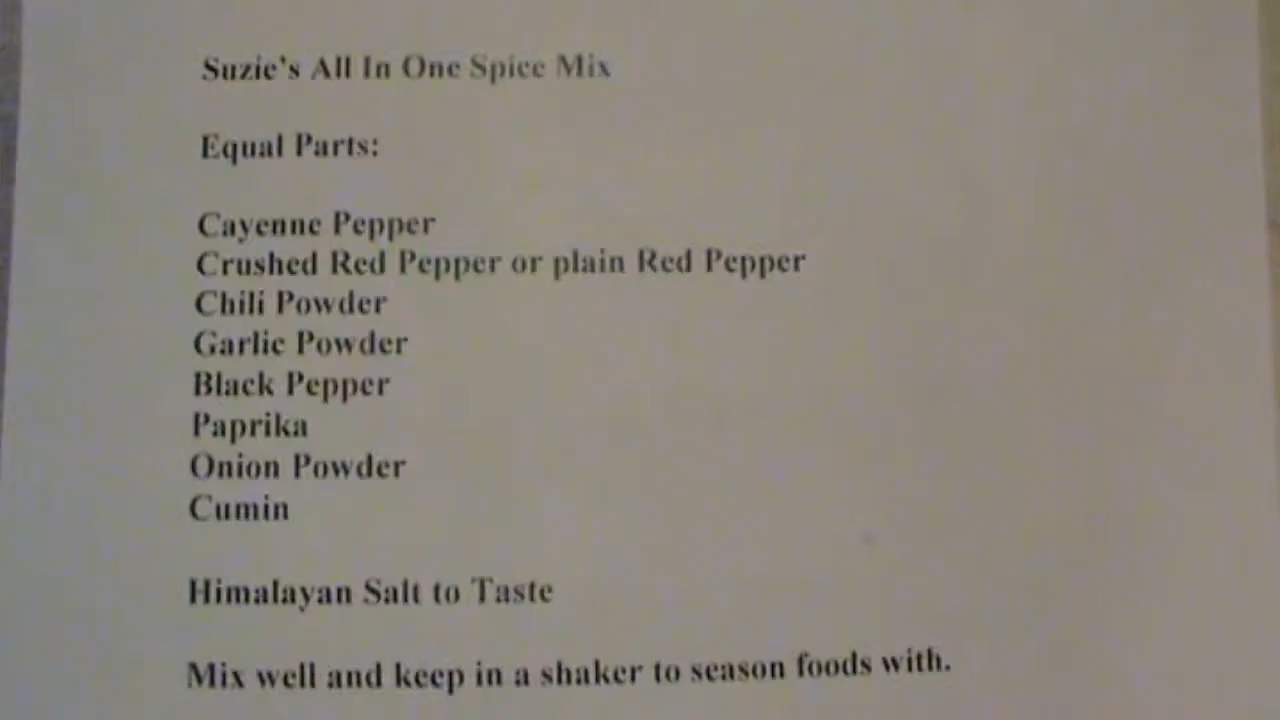 Suzie's All In One Spice Mix
Equal Parts:
Cayenne Pepper
Crushed Red Pepper or plain Red Pepper
Chili Powder
Garlic Powder
Black Pepper
Paprika
Onion Powder
Cumin
Himalayan Salt to Taste
Mix well and keep in a shaker to season foods with.